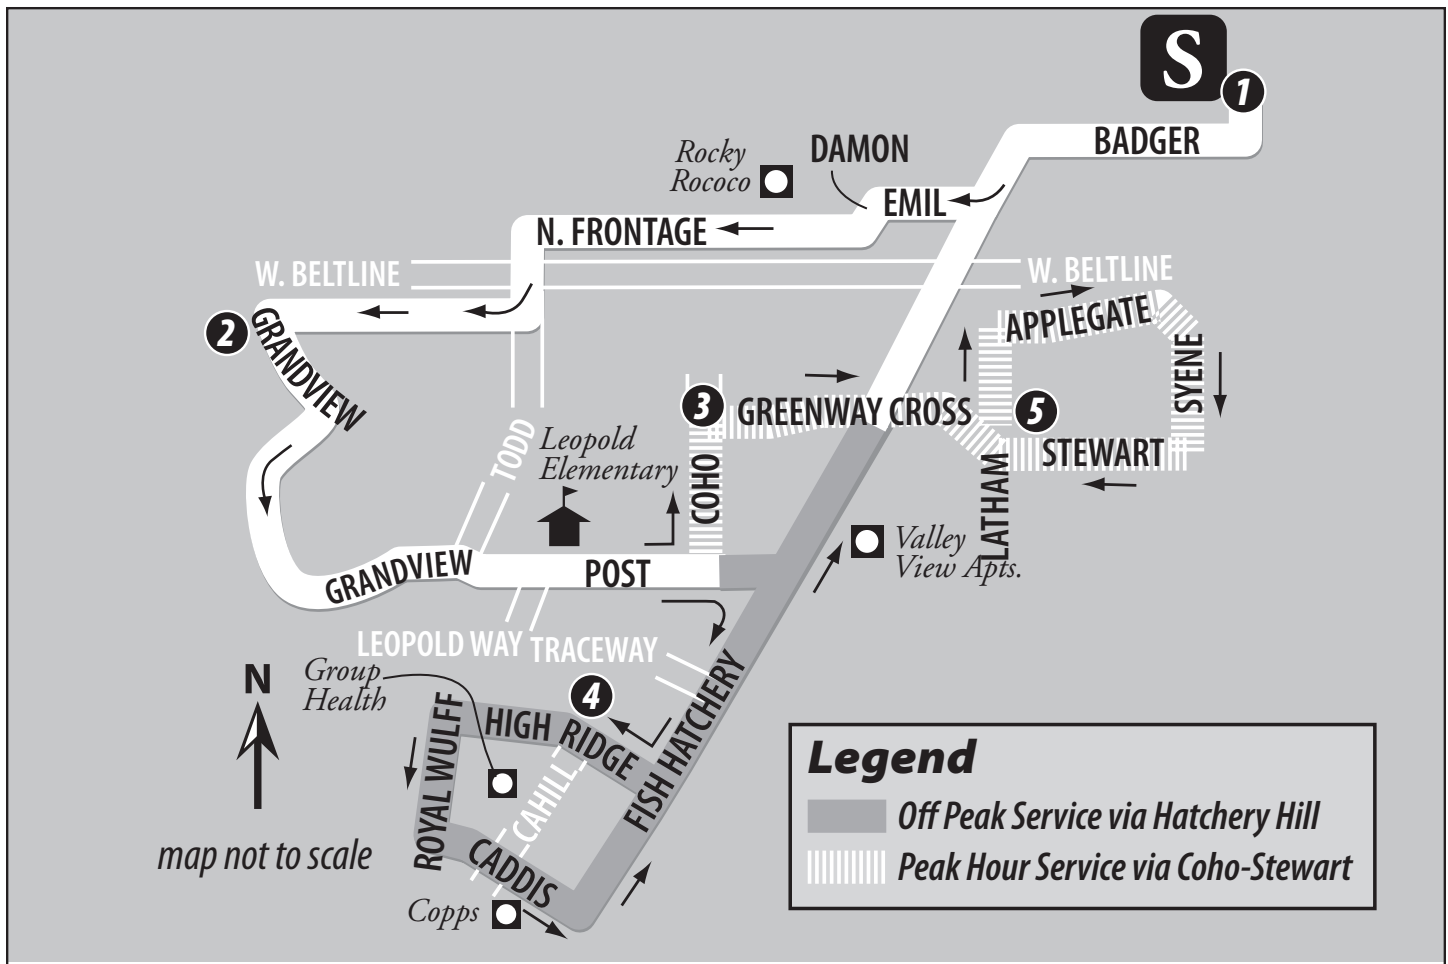 S
1
BADGER
DAMON
Rocky
Rococo
EMIL
N. FRONTAGE
W. BELTLINE
W. BELTLINE
APPLEGATE
2
GRANDVIEW
SYENE
3
GREENWAY CROSS
5
TODD
Leopold
Elementary
COHO
STEWART
LATHAM
Valley
View Apts.
GRANDVIEW
POST
LEOPOLD WAY
TRACEWAY
N
Group
Health
4
HIGH RIDGE
ROYAL WULFF
FISH HATCHERY
CAHILL
CADDIS
Copps
map not to scale
Legend
Off Peak Service via Hatchery Hill
Peak Hour Service via Coho-Stewart